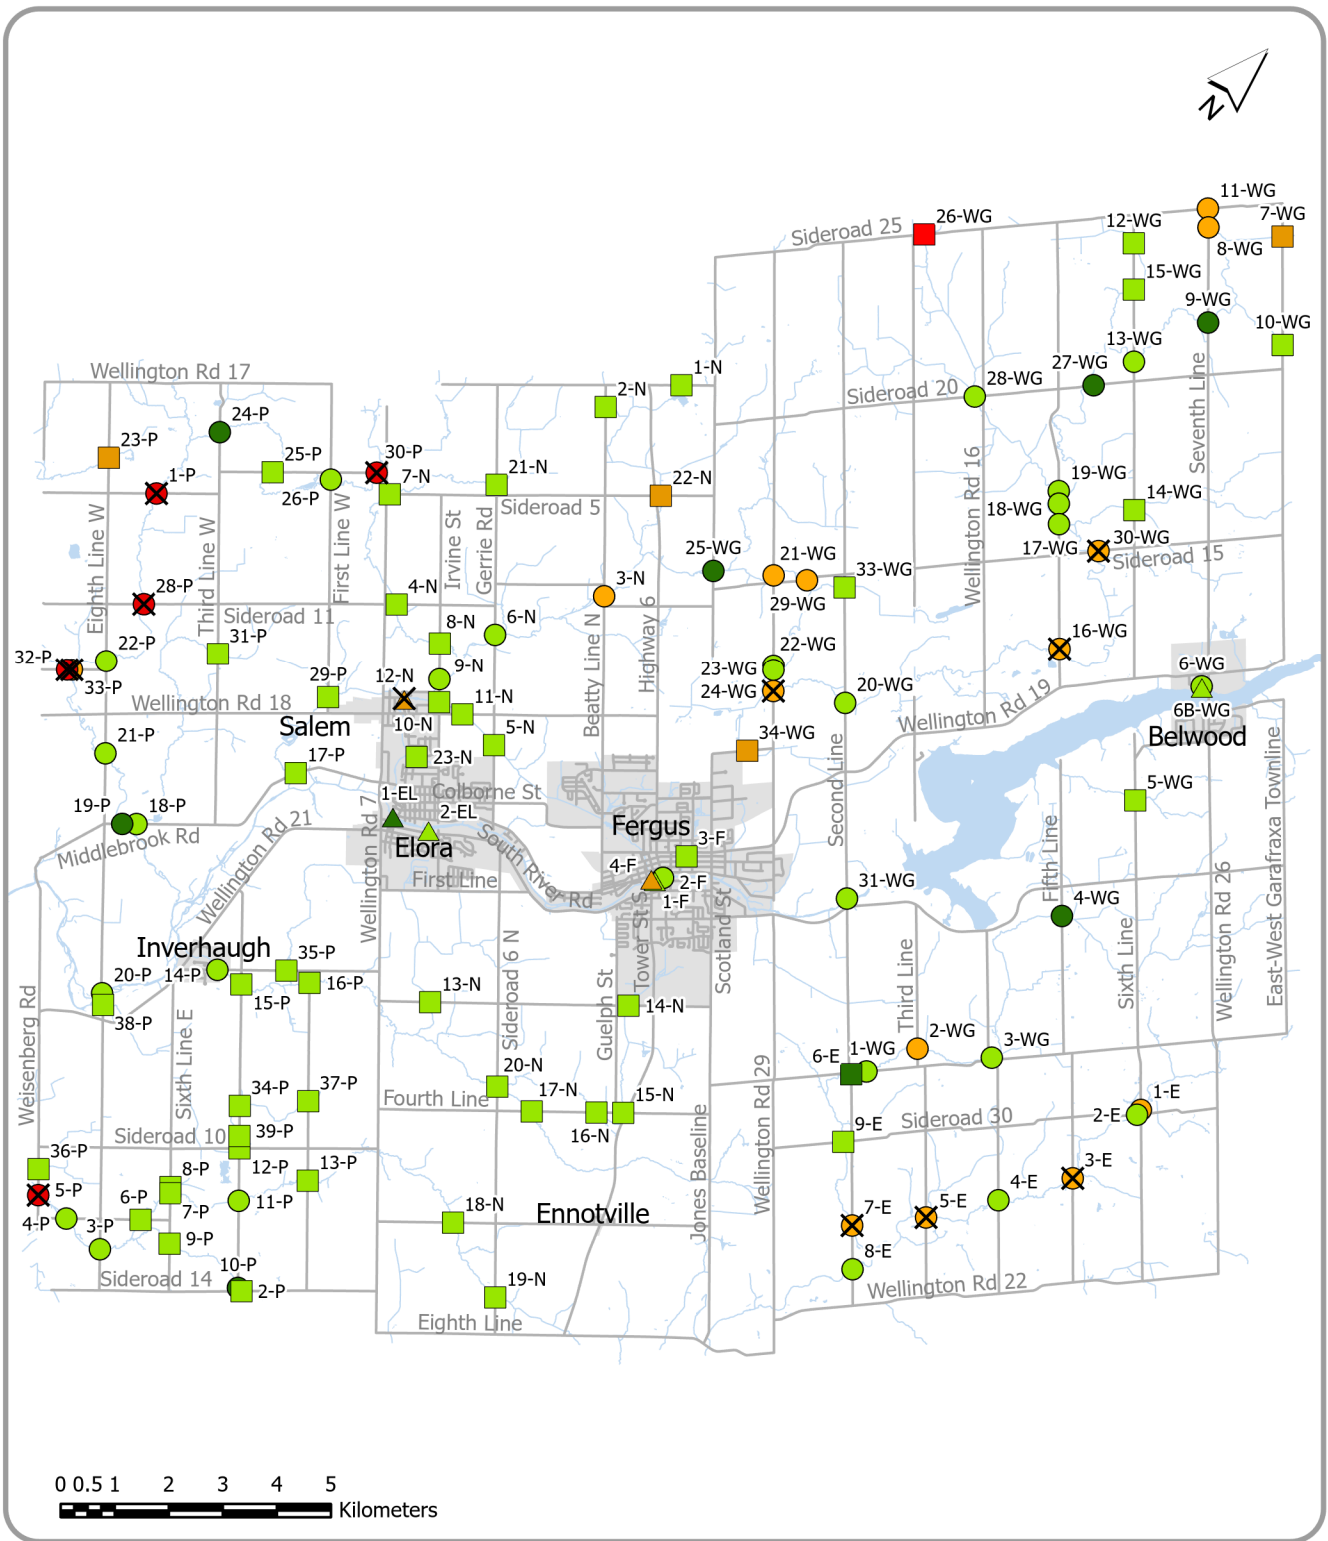 N
11-WG
26-WG
7-WG
12-WG
Sideroad 25
8-WG
15-WG
9-WG
10-WG
13-WG
27-WG
1-N
Wellington Rd 17
28-WG
2-N
Sideroad 20
Seventh Line
24-P
23-P
30-P
25-P
21-N
1-P
7-N
22-N
19-WG
Wellington Rd 16
26-P
14-WG
Sideroad 5
18-WG
First Line W
Irvine St
Gerrie Rd
Eighth Line W
Third Line W
30-WG
25-WG
21-WG
17-WG
Sideroad 15
33-WG
3-N
28-P
4-N
29-WG
Sideroad 11
6-N
Highway 6
8-N
16-WG
31-P
22-P
22-WG
Beatty Line N
32-P
9-N
23-WG
6-WG
29-P
12-N
33-P
24-WG
20-WG
11-N
Wellington Rd 18
6B-WG
Wellington Rd 19
10-N
Salem
34-WG
Belwood
21-P
5-N
17-P
23-N
East-West Garafraxa Townline
Second Line
5-WG
1-EL
Colborne St
19-P
18-P
2-EL
Wellington Rd 7
Fergus
Middlebrook Rd
Wellington Rd 21
3-F
Elora
South River Rd
Fifth Line
4-F
First Line
2-F
31-WG
1-F
4-WG
Tower St S
Scotland St
Wellington Rd 26
Inverhaugh
35-P
Sixth Line
Third Line
20-P
14-P
16-P
13-N
Sideroad 6 N
15-P
14-N
Guelph St
38-P
Weisenberg Rd
Sixth Line E
2-WG
3-WG
6-E
1-WG
20-N
37-P
34-P
17-N
15-N
1-E
Fourth Line
Wellington Rd 29
2-E
Sideroad 30
9-E
Sideroad 10
39-P
16-N
Jones Baseline
36-P
8-P
12-P
13-P
3-E
5-P
4-E
6-P
11-P
18-N
5-E
7-E
Ennotville
4-P
3-P
7-P
9-P
8-E
10-P
Sideroad 14
2-P
19-N
Wellington Rd 22
Eighth Line
0 0.5 1 2 3 4 5
Kilometers